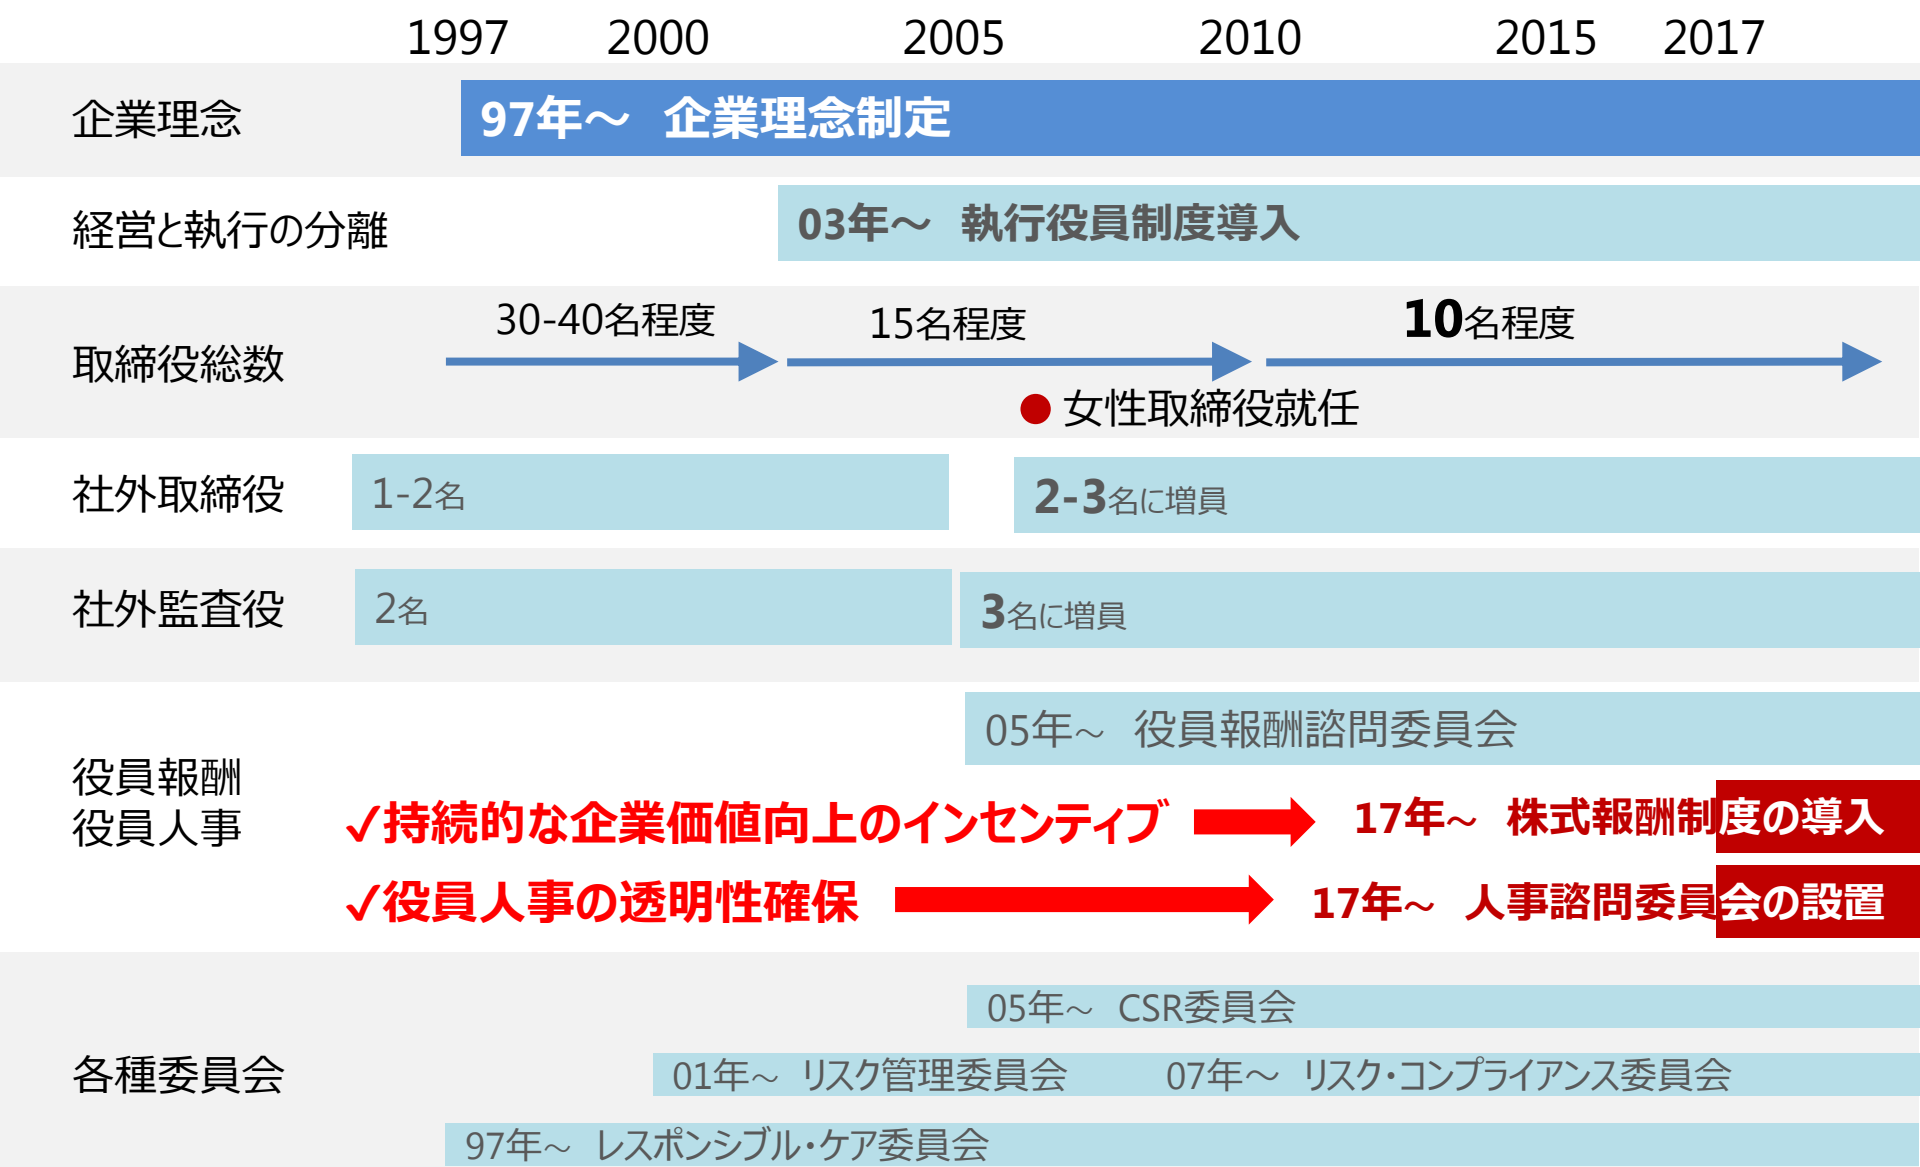 1997 2000 2005 2010 2015 2017
企業理念
97年～ 企業理念制定
経営と執行の分離
03年～ 執行役員制度導入
取締役総数
30-40名程度
15名程度
10名程度
● 女性取締役就任
社外取締役
1-2名
2-3名に増員
社外監査役
2名
3名に増員
役員報酬
役員人事
05年～ 役員報酬諮問委員会
✓持続的な企業価値向上のインセンティブ
17年～ 株式報酬制度の導入
✓役員人事の透明性確保
17年～ 人事諮問委員会の設置
各種委員会
05年～ CSR委員会
01年～ リスク管理委員会
07年～ リスク・コンプライアンス委員会
97年～ レスポンシブル・ケア委員会